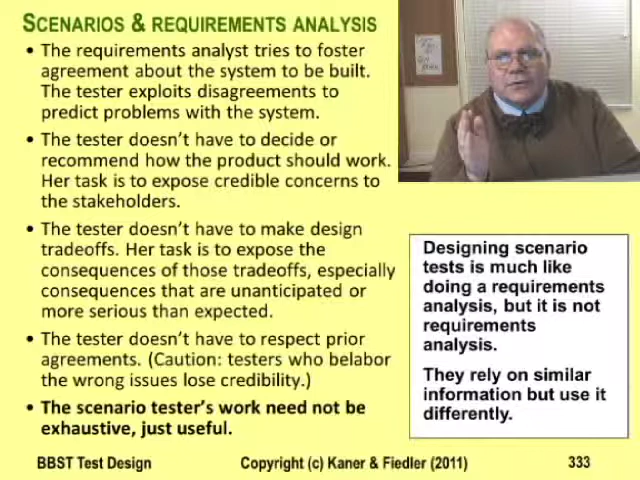 SCENARIOS & REQUIREMENTS ANALYSIS
• The requirements analyst tries to foster
agreement about the system to be built.
The tester exploits disagreements to
predict problems with the system.
• The tester doesn't have to decide or
recommend how the product should work.
Her task is to expose credible concerns to
the stakeholders.
• The tester doesn't have to make design
tradeoffs. Her task is to expose the
consequences of those tradeoffs, especially
consequences that are unanticipated or
more serious than expected.
• The tester doesn't have to respect prior
agreements. (Caution: testers who belabor
the wrong issues lose credibility.)
• The scenario tester's work need not be
exhaustive, just useful.
Designing scenario
tests is much like
doing a requirements
analysis, but it is not
requirements
analysis.
They rely on similar
information but use it
differently.
BBST Test Design
Copyright (c) Kaner & Fiedler (2011)
333